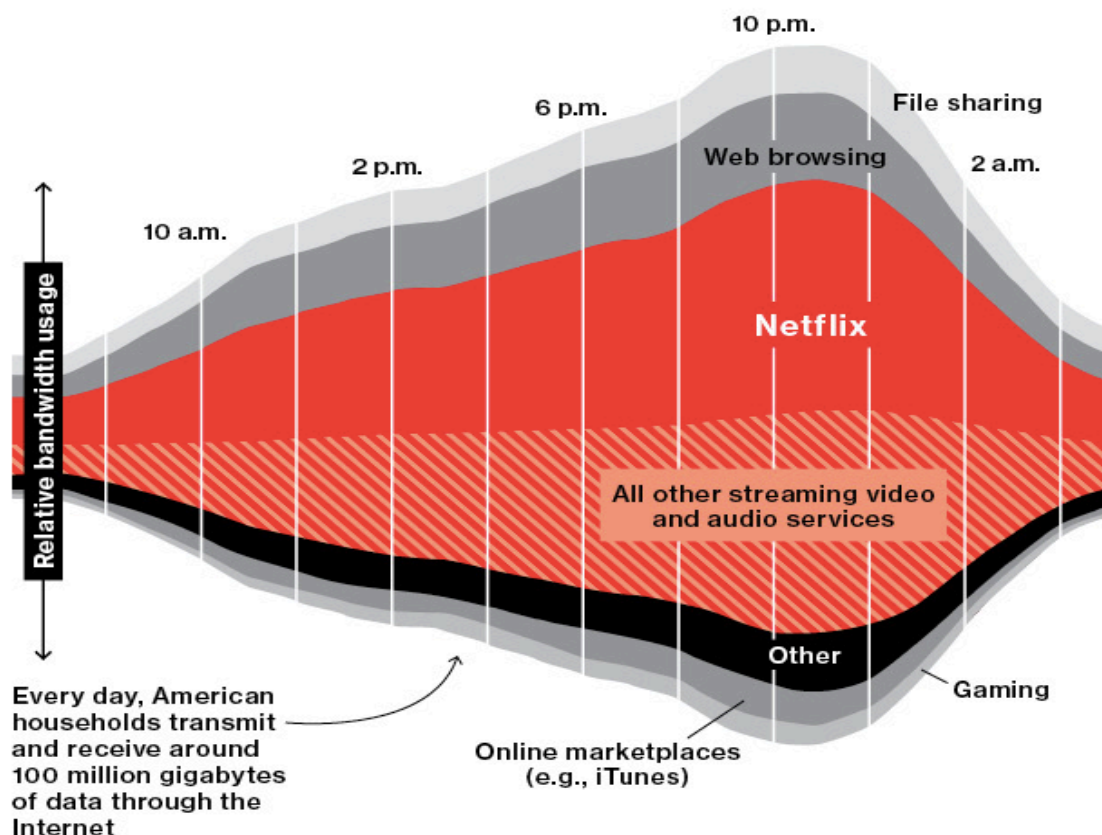 10 p.m.
6 p.m.
File sharing
Web browsing
2 p.m.
2 a.m.
10 a.m.
Relative bandwidth usage
Netflix
All other streaming video
and audio services
Other
Gaming
Every day, American
households transmit
and receive around
100 million gigabytes
of data through the
Internet
Online marketplaces
(e.g., iTunes)